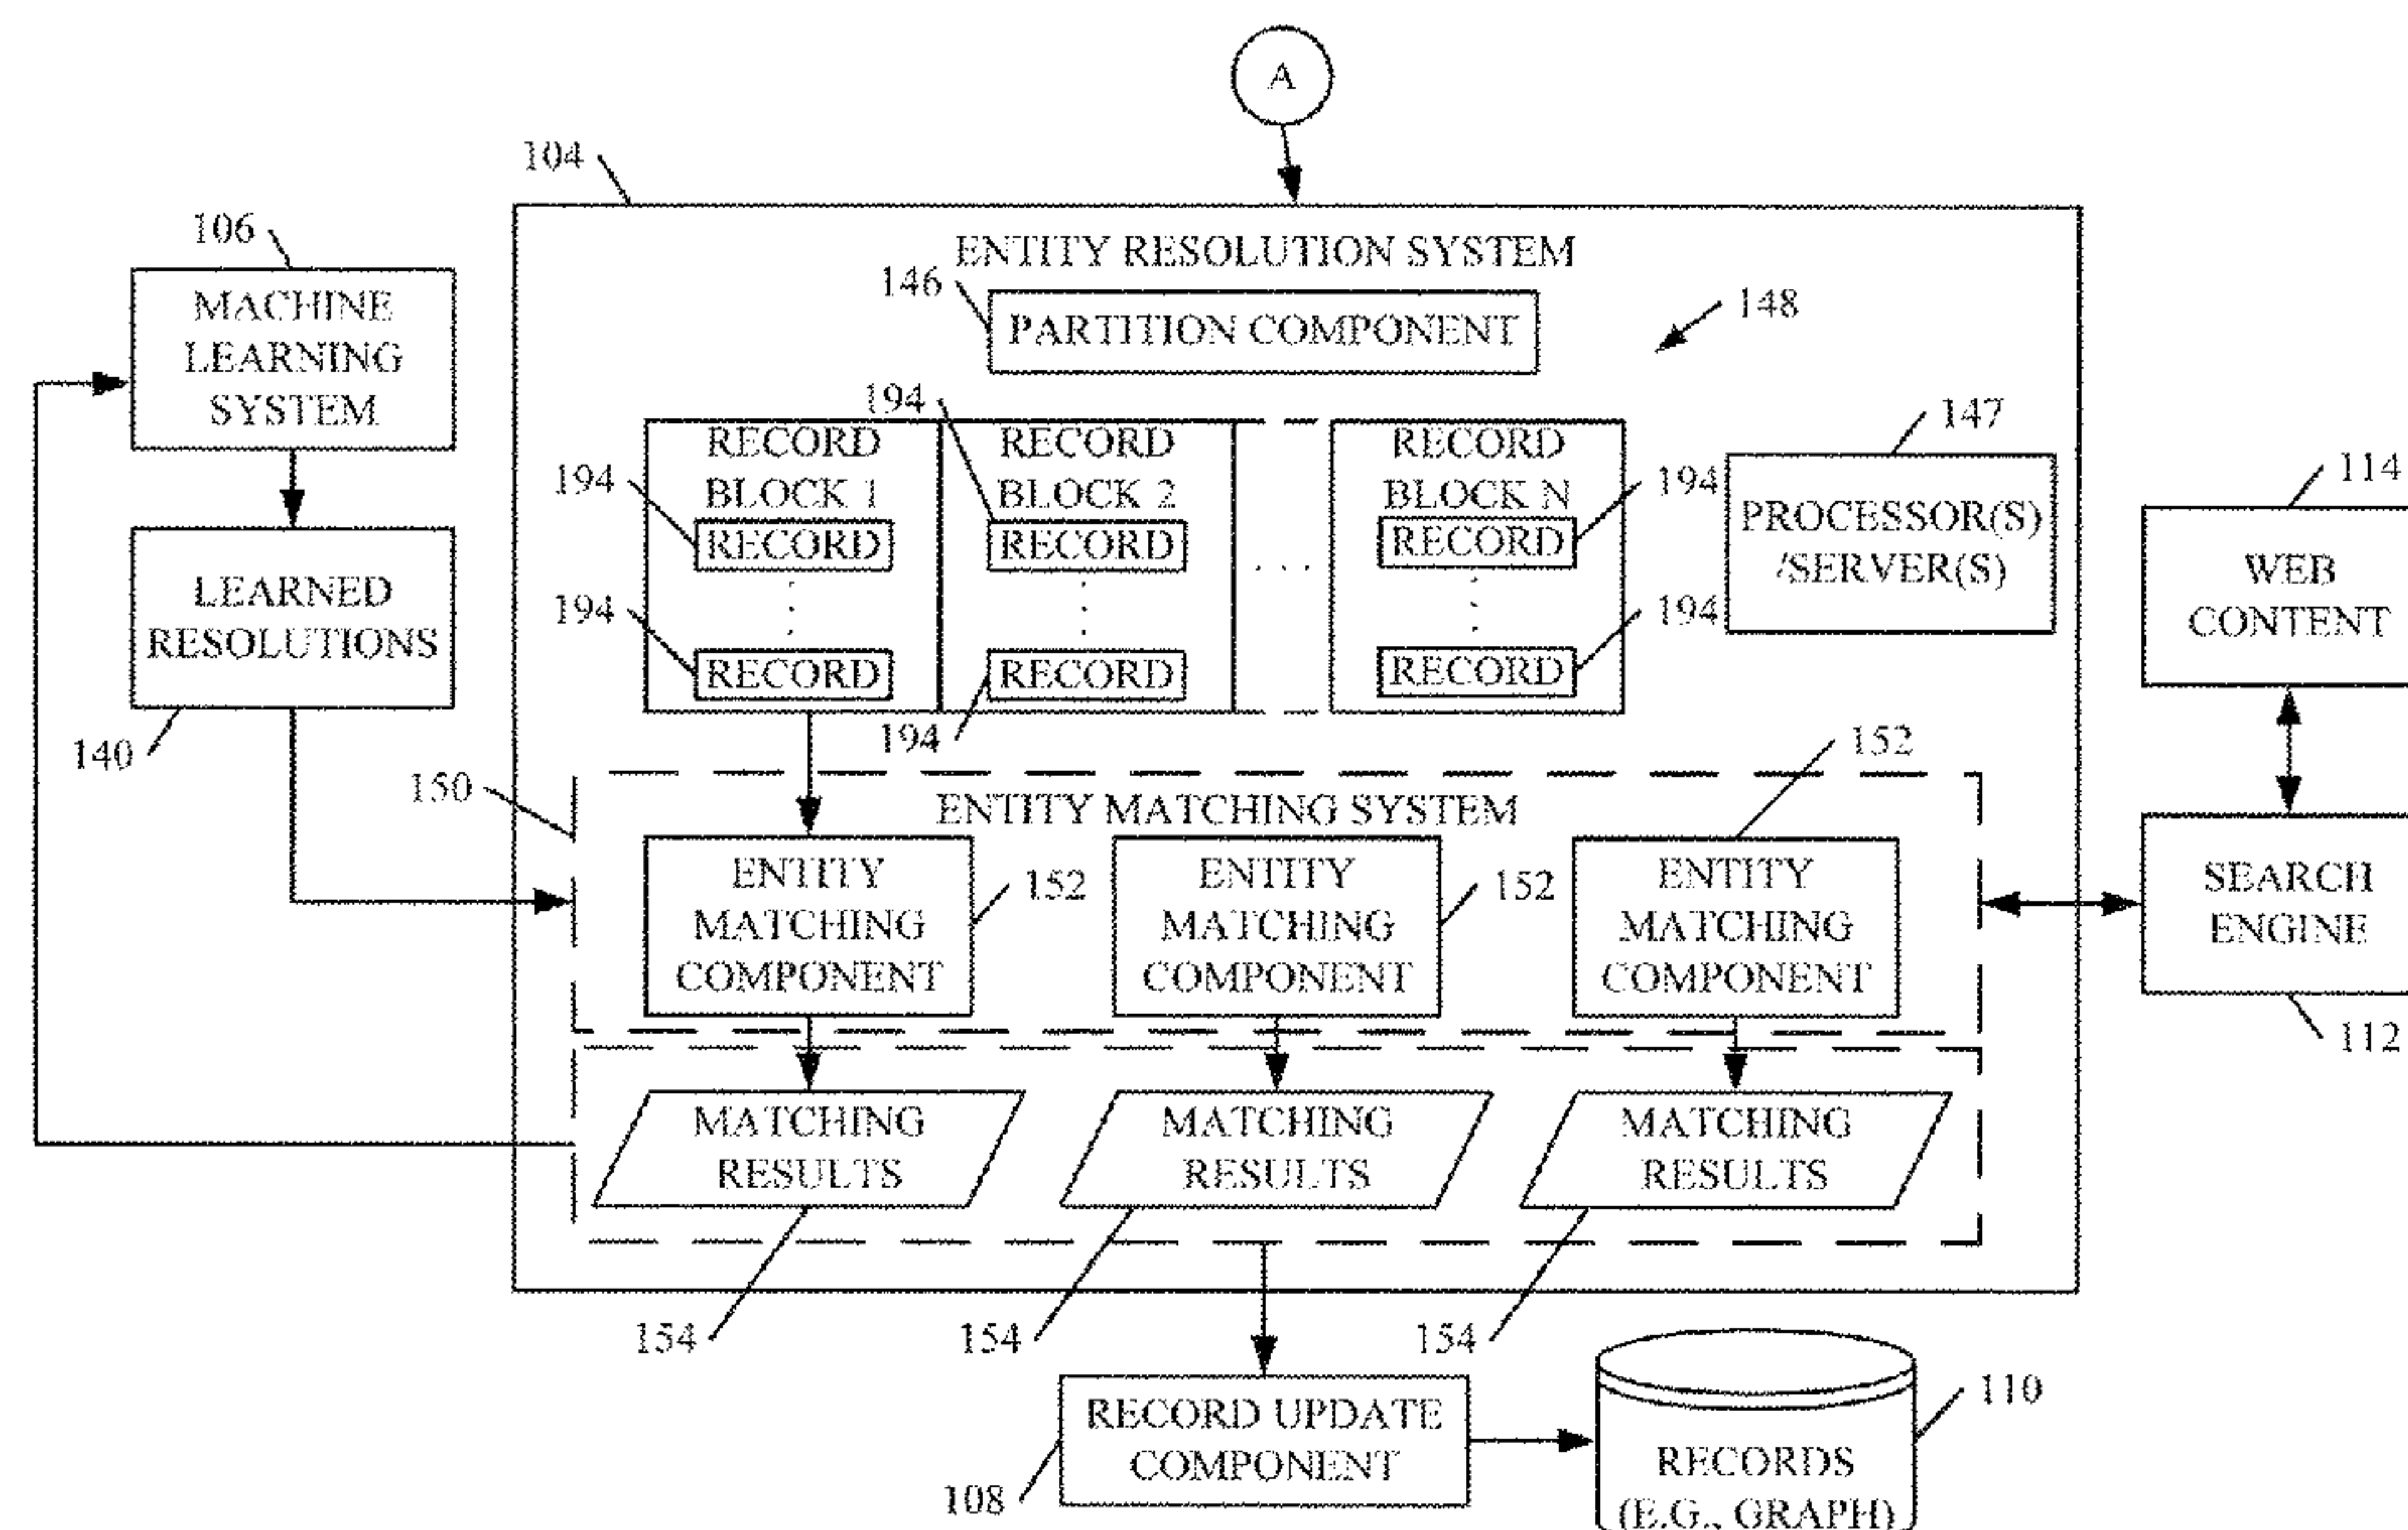 A
104
106
ENTITY RESOLUTION SYSTEM
146
PARTITION COMPONENT
148
MACHINE
LEARNING
SYSTEM
194
147
RECORD
BLOCK 1
RECORD
BLOCK 2
RECORD
BLOCK N
194
194
PROCESSOR(S)
/SERVER(S)
114
RECORD
RECORD
. . .
RECORD
WEB
CONTENT
LEARNED
RESOLUTIONS
194
194
RECORD
RECORD
RECORD
140
194
152
150
ENTITY MATCHING SYSTEM
ENTITY
MATCHING
COMPONENT
152
ENTITY
MATCHING
COMPONENT
152
ENTITY
MATCHING
COMPONENT
SEARCH
ENGINE
112
MATCHING
RESULTS
MATCHING
RESULTS
MATCHING
RESULTS
154
154
154
RECORD UPDATE
COMPONENT
108
110
RECORDS
(E.G., GRAPH)